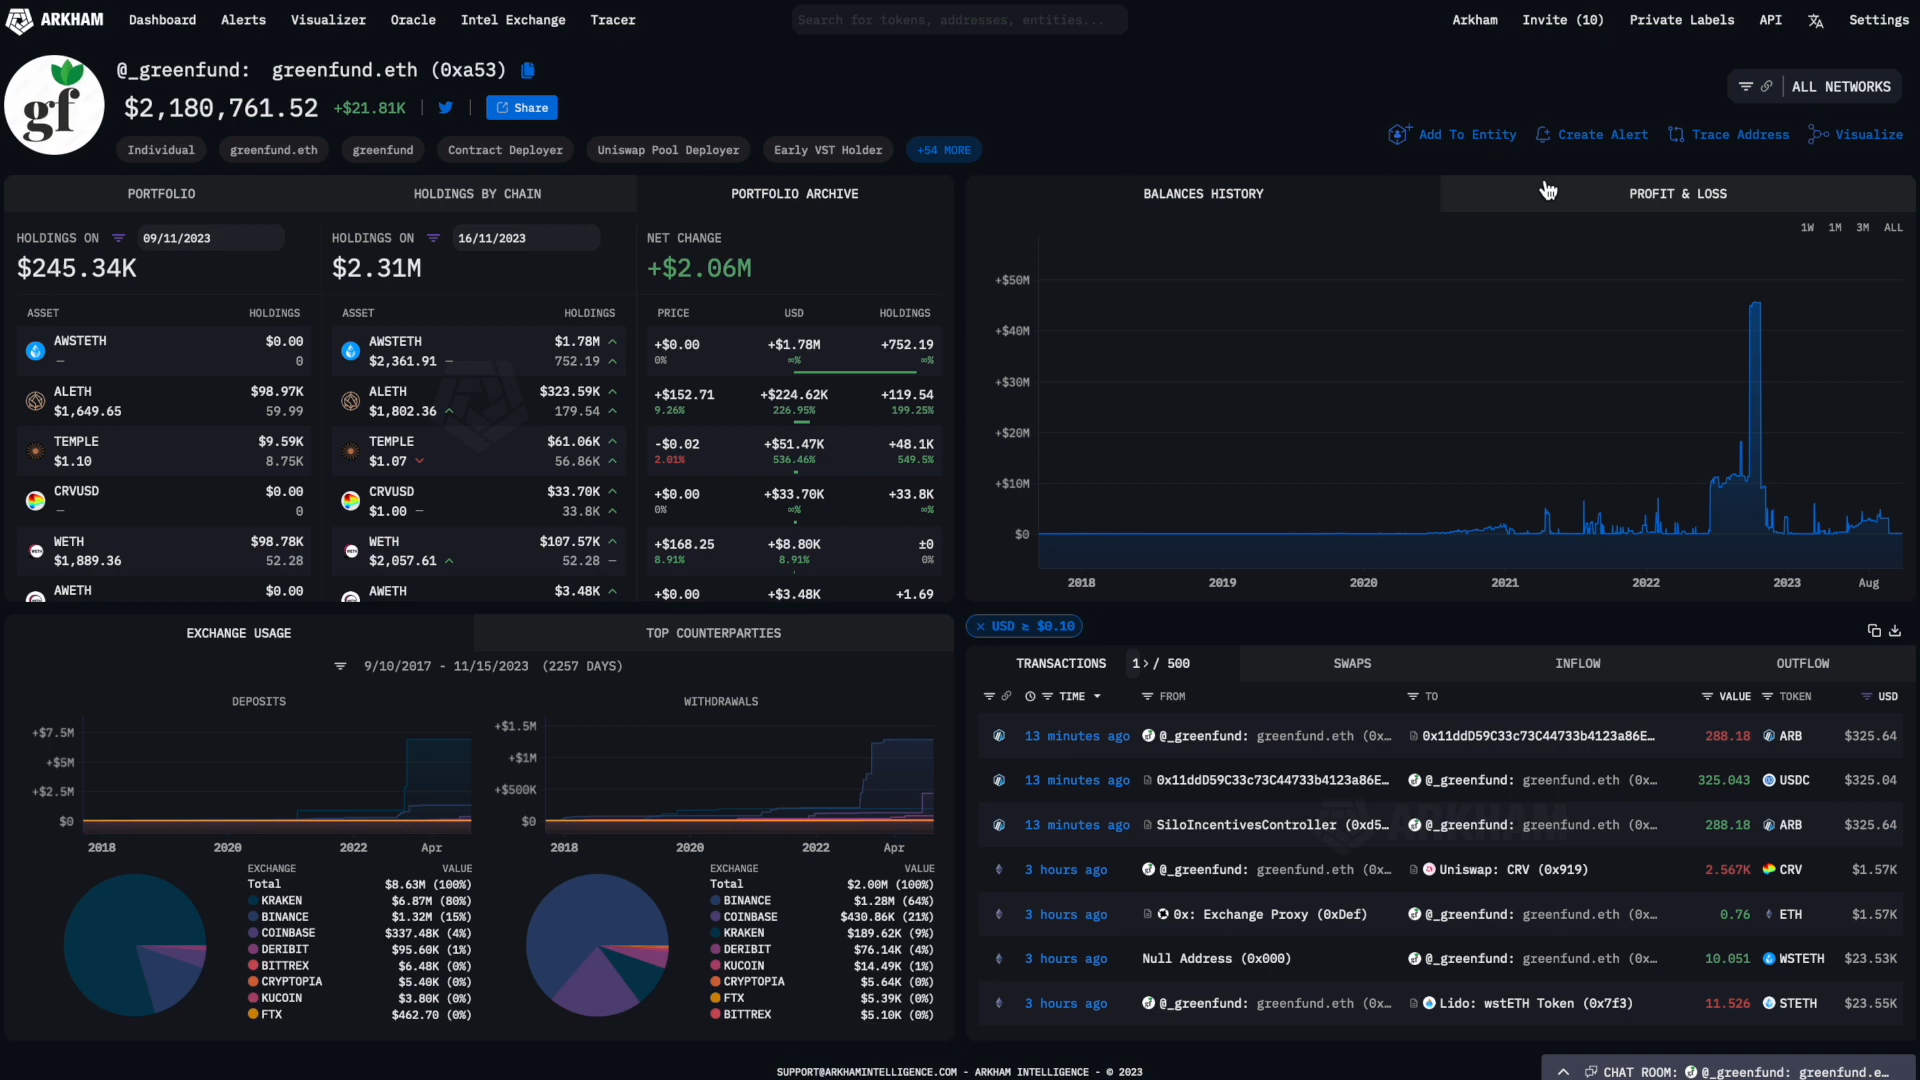 ARKHAM Dashboard Alerts Visualizer Oracle Intel Exchange Tracer Search for tokens, addresses, entities... Arkham Invite (10) Private Labels API Settings
gf
@_greenfund: greenfund.eth (0xa53)
$2,180,761.52 +$21.81K Share
ALL NETWORKS
Add To Entity Create Alert Trace Address Visualize
Individual greenfund.eth greenfund Contract Deployer Uniswap Pool Deployer Early VST Holder +54 MORE
PORTFOLIO HOLDINGS BY CHAIN PORTFOLIO ARCHIVE
HOLDINGS ON 09/11/2023 HOLDINGS ON 16/11/2023 NET CHANGE
$245.34K $2.31M +$2.06M
ASSET HOLDINGS ASSET HOLDINGS PRICE USD HOLDINGS
AWSTETH $0.00 AWSTETH $1.78M +$0.00 +$1.78M +752.19
— 0 $2,361.91 — 752.19 0% ∞% ∞%
ALETH $98.97K ALETH $323.59K +$152.71 +$224.62K +119.54
$1,649.65 59.99 $1,802.36 179.54 9.26% 226.95% 199.25%
TEMPLE $9.59K TEMPLE $61.06K -$0.02 +$51.47K +48.1K
$1.10 8.75K $1.07 56.86K 2.01% 536.46% 549.5%
CRVUSD $0.00 CRVUSD $33.70K +$0.00 +$33.70K +33.8K
— 0 $1.00 — 33.8K 0% ∞% ∞%
WETH $98.78K WETH $107.57K +$168.25 +$8.80K ±0
$1,889.36 52.28 $2,057.61 52.28 — 8.91% 8.91% 0%
AWETH $0.00 AWETH $3.48K +$0.00 +$3.48K +1.69
BALANCES HISTORY PROFIT & LOSS
1W 1M 3M ALL
+$50M
+$40M
+$30M
+$20M
+$10M
$0
2018 2019 2020 2021 2022 2023 Aug
EXCHANGE USAGE TOP COUNTERPARTIES
9/10/2017 - 11/15/2023 (2257 DAYS)
DEPOSITS
+$7.5M
+$5M
+$2.5M
$0
2018 2020 2022 Apr
EXCHANGE VALUE
Total $8.63M (100%)
KRAKEN $6.87M (80%)
BINANCE $1.32M (15%)
COINBASE $337.48K (4%)
DERIBIT $95.60K (1%)
BITTREX $6.48K (0%)
CRYPTOPIA $5.40K (0%)
KUCOIN $3.80K (0%)
FTX $462.70 (0%)
WITHDRAWALS
+$1.5M
+$1M
+$500K
$0
2018 2020 2022 Apr
EXCHANGE VALUE
Total $2.00M (100%)
BINANCE $1.28M (64%)
COINBASE $430.86K (21%)
KRAKEN $189.62K (9%)
DERIBIT $76.14K (4%)
KUCOIN $14.49K (1%)
CRYPTOPIA $5.64K (0%)
FTX $5.39K (0%)
BITTREX $5.10K (0%)
× USD ≥ $0.10
TRANSACTIONS 1 > / 500 SWAPS INFLOW OUTFLOW
TIME FROM TO VALUE TOKEN USD
13 minutes ago @_greenfund: greenfund.eth (0x… 0x11ddD59C33c73C44733b4123a86E… 288.18 ARB $325.64
13 minutes ago 0x11ddD59C33c73C44733b4123a86E… @_greenfund: greenfund.eth (0x… 325.043 USDC $325.04
13 minutes ago SiloIncentivesController (0xd5… @_greenfund: greenfund.eth (0x… 288.18 ARB $325.64
3 hours ago @_greenfund: greenfund.eth (0x… Uniswap: CRV (0x919) 2.567K CRV $1.57K
3 hours ago 0x: Exchange Proxy (0xDef) @_greenfund: greenfund.eth (0x… 0.76 ETH $1.57K
3 hours ago Null Address (0x000) @_greenfund: greenfund.eth (0x… 10.051 WSTETH $23.53K
3 hours ago @_greenfund: greenfund.eth (0x… Lido: wstETH Token (0x7f3) 11.526 STETH $23.55K
ARKHAM
SUPPORT@ARKHAMINTELLIGENCE.COM - ARKHAM INTELLIGENCE - © 2023
CHAT ROOM: @_greenfund: greenfund.e…